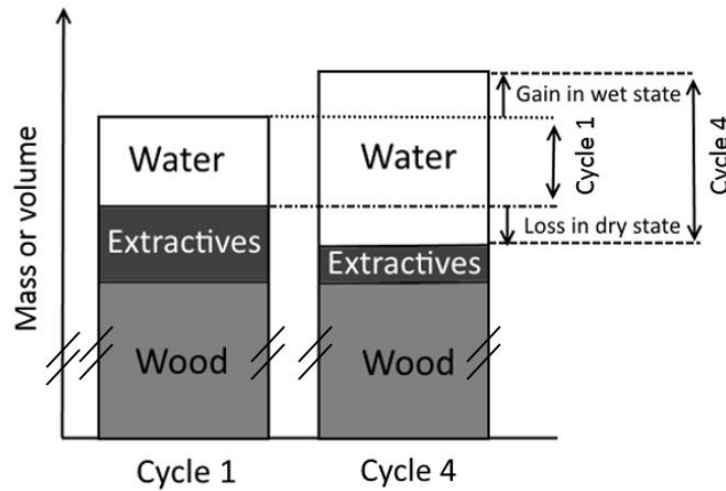 Mass or volume
Water
Extractives
Wood
Cycle 1
Water
Extractives
Wood
Cycle 4
Gain in wet state
Cycle 1
Loss in dry state
Cycle 4